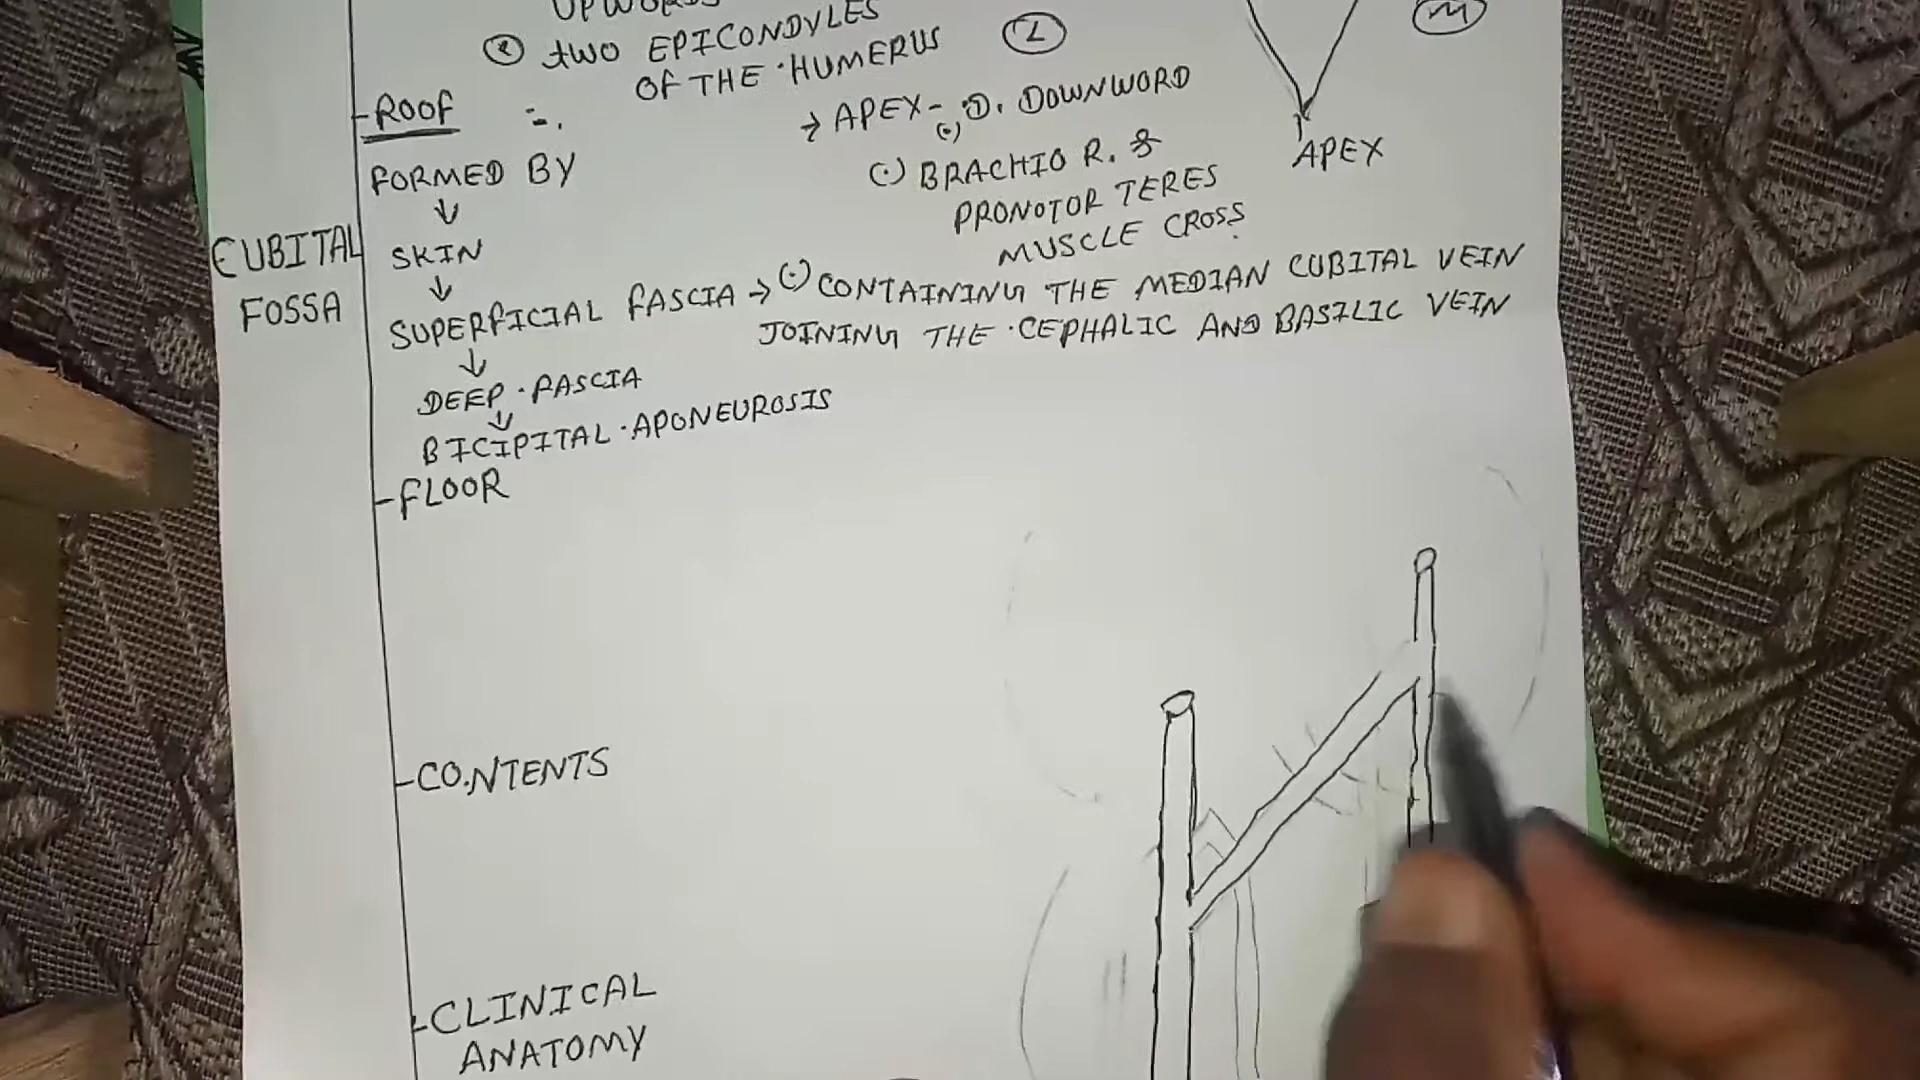 UPWORD
② TWO EPICONDYLES
OF THE HUMERUS
L
M
-ROOF :-.
→ APEX- ①. DOWNWORD
(•)
(•) BRACHIO R. &
PRONOTOR TERES
MUSCLE CROSS
APEX
FORMED BY
↓
SKIN
↓
SUPERFICIAL FASCIA → (•) CONTAINING THE MEDIAN CUBITAL VEIN
JOINING THE CEPHALIC AND BASILIC VEIN
↓
DEEP FASCIA
↓
BICIPITAL APONEUROSIS
CUBITAL
FOSSA
-FLOOR
-CONTENTS
-CLINICAL
ANATOMY